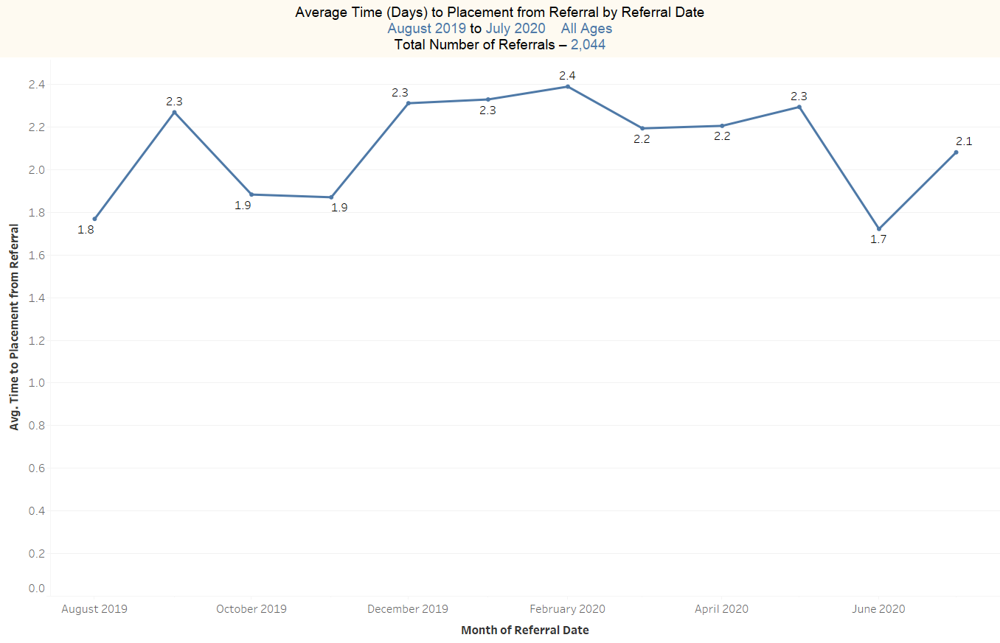 Average Time (Days) to Placement from Referral by Referral Date
August 2019 to July 2020 All Ages
Total Number of Referrals – 2,044
Avg. Time to Placement from Referral
2.4
2.2
2.0
1.8
1.6
1.4
1.2
1.0
0.8
0.6
0.4
0.2
0.0
1.8
2.3
1.9
1.9
2.3
2.3
2.4
2.2
2.2
2.3
1.7
2.1
August 2019
October 2019
December 2019
February 2020
April 2020
June 2020
Month of Referral Date